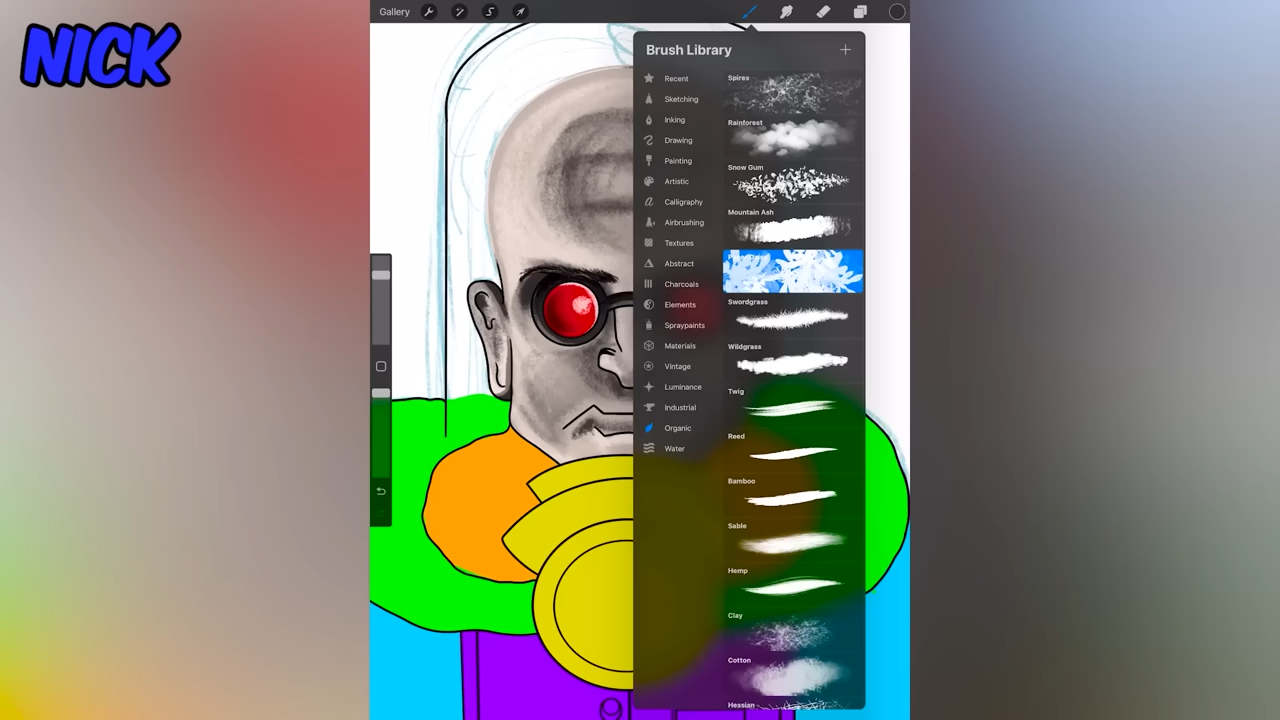 NICK
Gallery
Brush Library
Recent
Sketching
Inking
Drawing
Painting
Artistic
Calligraphy
Airbrushing
Textures
Abstract
Charcoals
Elements
Spraypaints
Materials
Vintage
Luminance
Industrial
Organic
Water
Spires
Rainforest
Snow Gum
Mountain Ash
Swordgrass
Wildgrass
Twig
Reed
Bamboo
Sable
Hemp
Clay
Cotton
Hessian